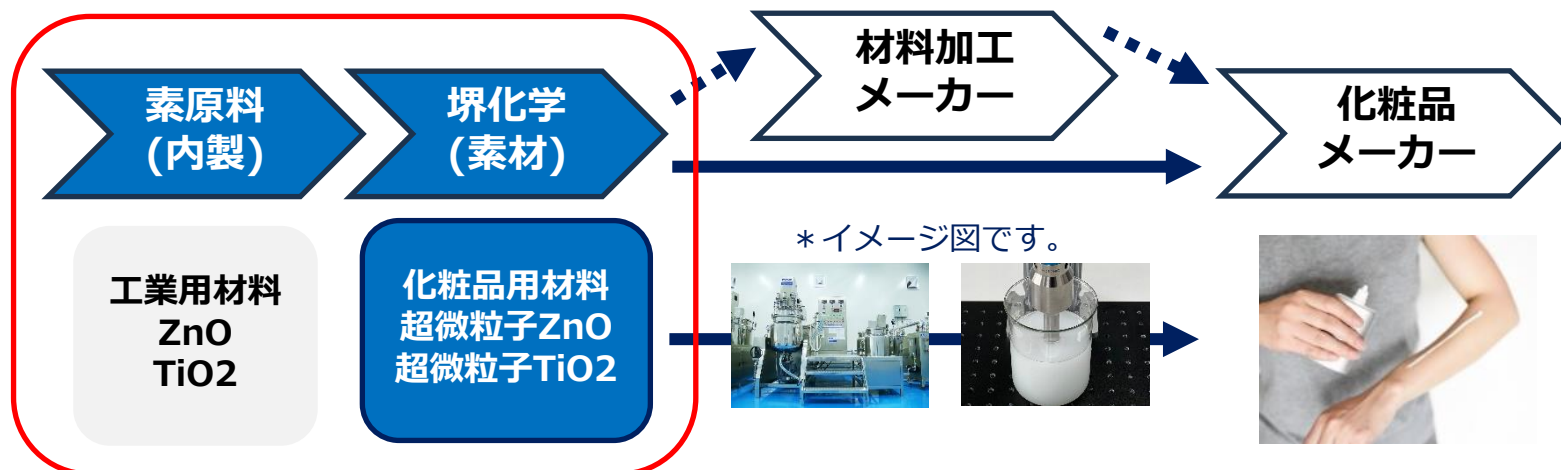 素原料
(内製)
堺化学
(素材)
材料加工
メーカー
化粧品
メーカー
工業用材料
ZnO
TiO2
化粧品用材料
超微粒子ZnO
超微粒子TiO2
＊イメージ図です。